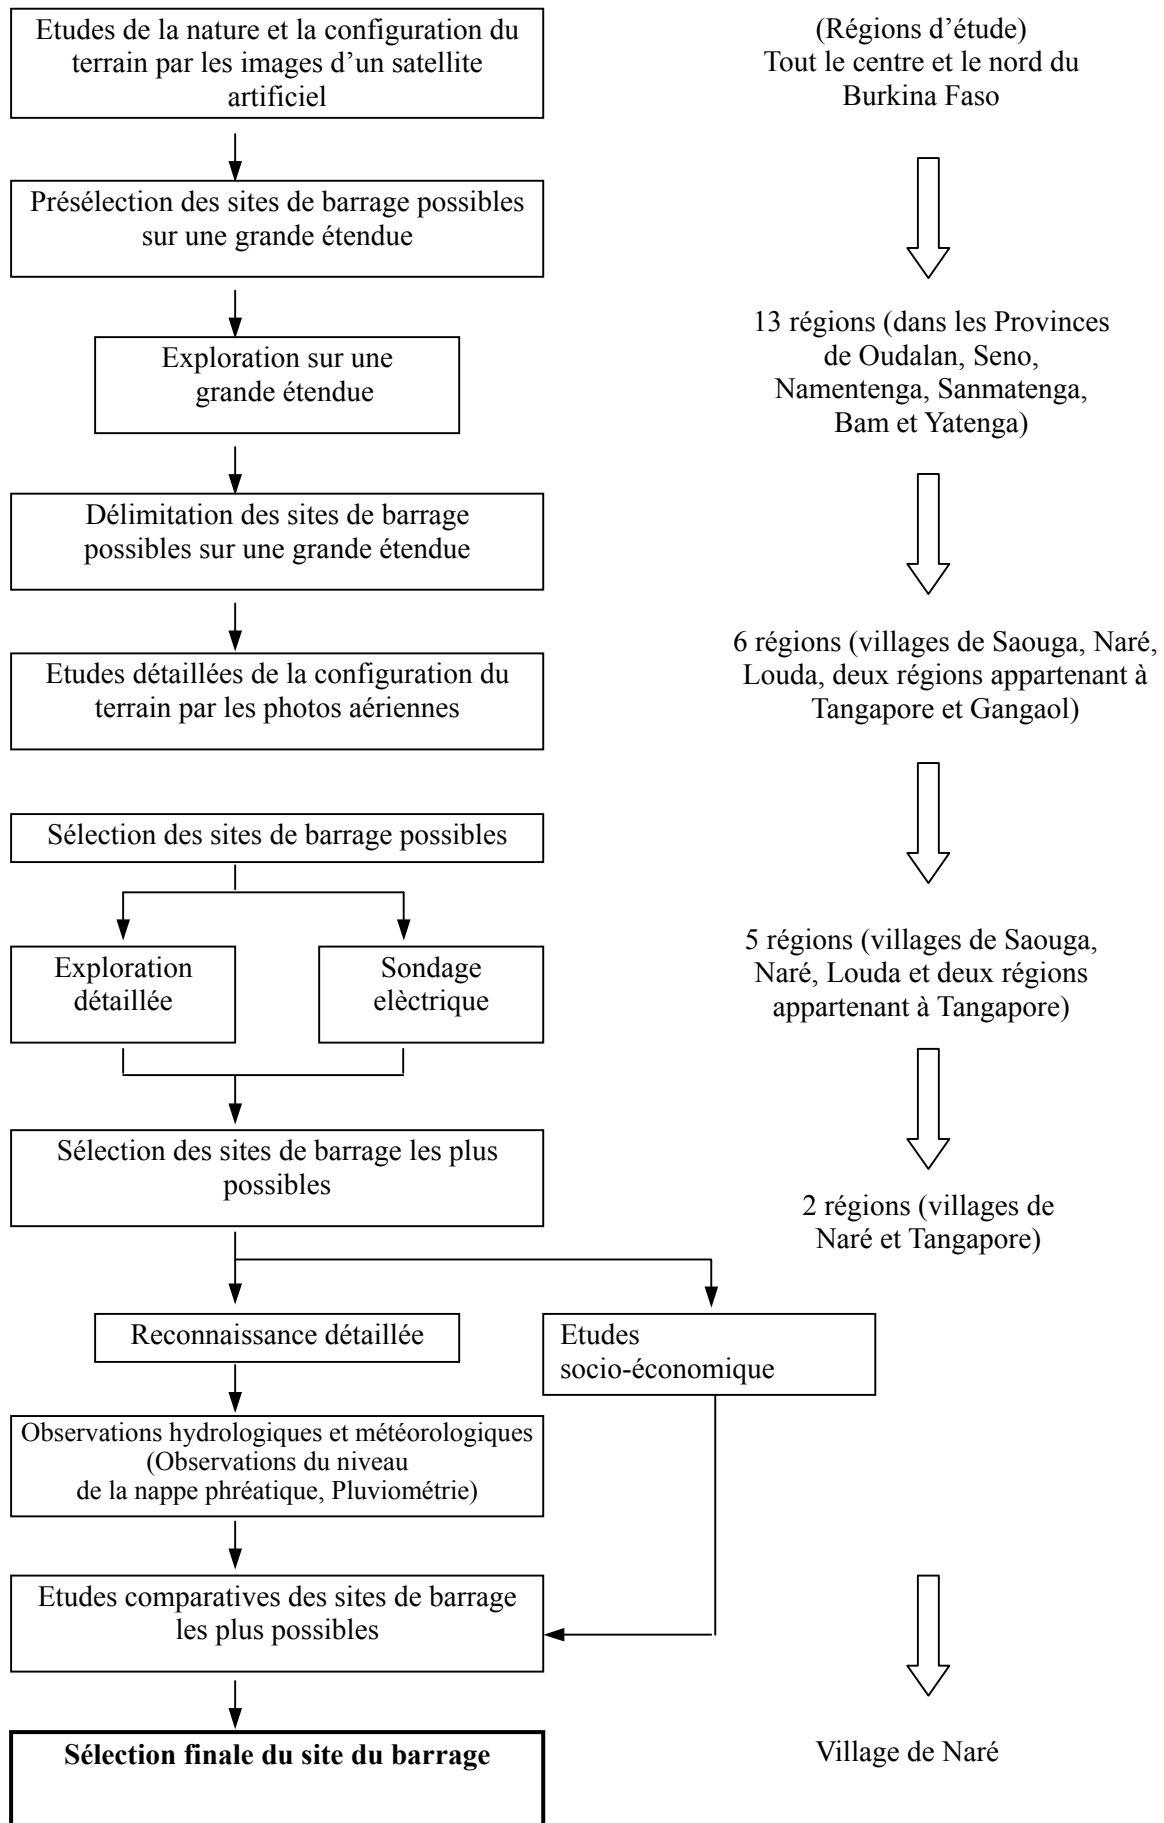 Etudes de la nature et la configuration du
terrain par les images d’un satellite
artificiel
(Régions d’étude)
Tout le centre et le nord du
Burkina Faso
Présélection des sites de barrage possibles
sur une grande étendue
13 régions (dans les Provinces
de Oudalan, Seno,
Namentenga, Sanmatenga,
Bam et Yatenga)
Exploration sur une
grande étendue
Délimitation des sites de barrage
possibles sur une grande étendue
6 régions (villages de Saouga, Naré,
Louda, deux régions appartenant à
Tangapore et Gangaol)
Etudes détaillées de la configuration du
terrain par les photos aériennes
Sélection des sites de barrage possibles
5 régions (villages de Saouga,
Naré, Louda et deux régions
appartenant à Tangapore)
Exploration
détaillée
Sondage
elèctrique
Sélection des sites de barrage les plus
possibles
2 régions (villages de
Naré et Tangapore)
Reconnaissance détaillée
Etudes
socio-économique
Observations hydrologiques et météorologiques
(Observations du niveau
de la nappe phréatique, Pluviométrie)
Etudes comparatives des sites de barrage
les plus possibles
Sélection finale du site du barrage
Village de Naré